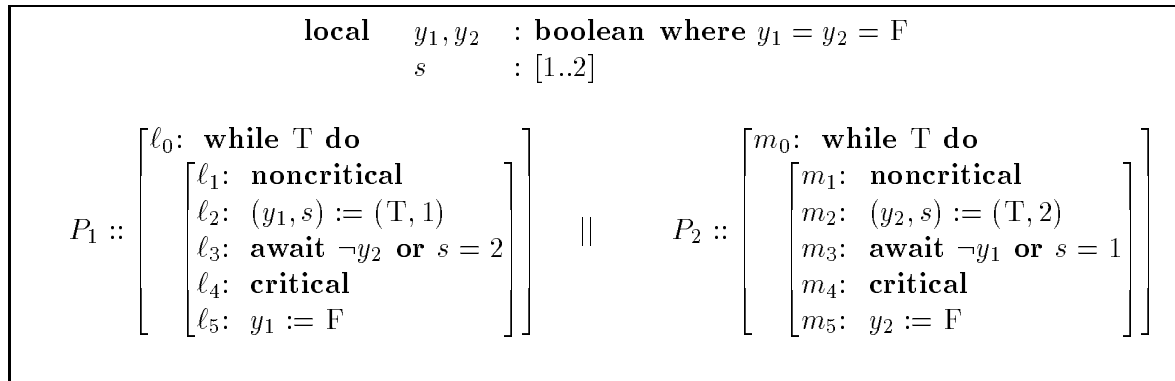 local y₁, y₂ : boolean where y₁ = y₂ = F
s : [1..2]
P₁ :: ℓ₀: while T do
ℓ₁: noncritical
ℓ₂: (y₁, s) := (T, 1)
ℓ₃: await ¬y₂ or s = 2
ℓ₄: critical
ℓ₅: y₁ := F
||
P₂ :: m₀: while T do
m₁: noncritical
m₂: (y₂, s) := (T, 2)
m₃: await ¬y₁ or s = 1
m₄: critical
m₅: y₂ := F